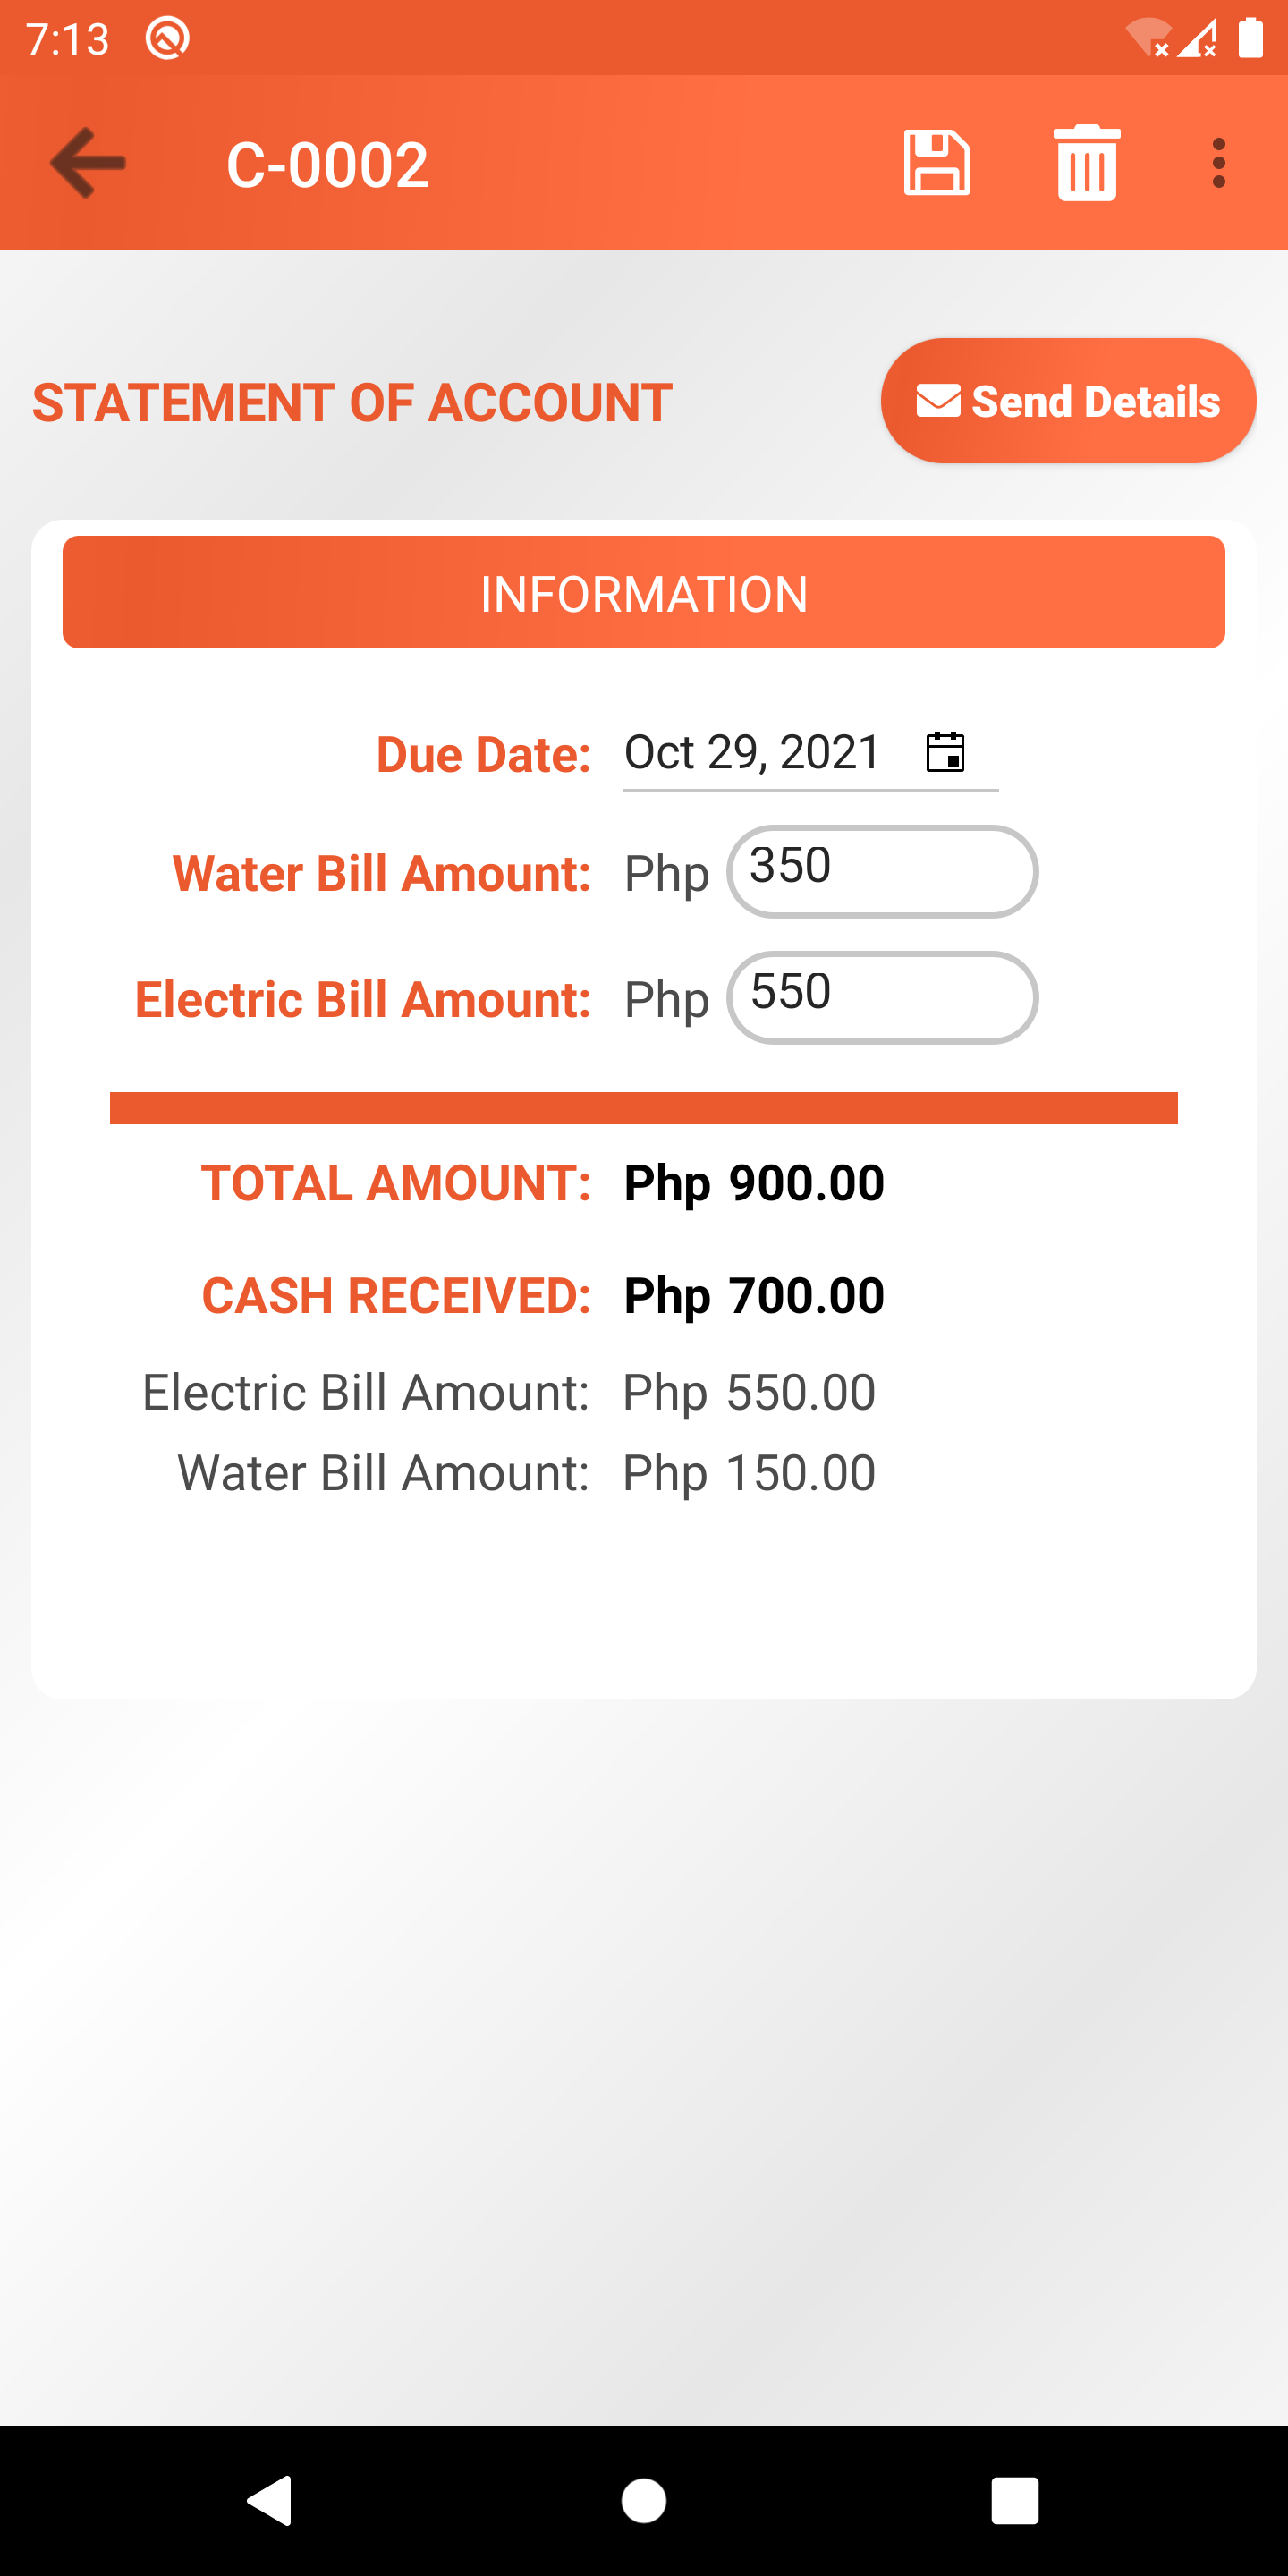 7:13
C-0002
STATEMENT OF ACCOUNT
Send Details
INFORMATION
Due Date: Oct 29, 2021
Water Bill Amount: Php 350
Electric Bill Amount: Php 550
TOTAL AMOUNT: Php 900.00
CASH RECEIVED: Php 700.00
Electric Bill Amount: Php 550.00
Water Bill Amount: Php 150.00